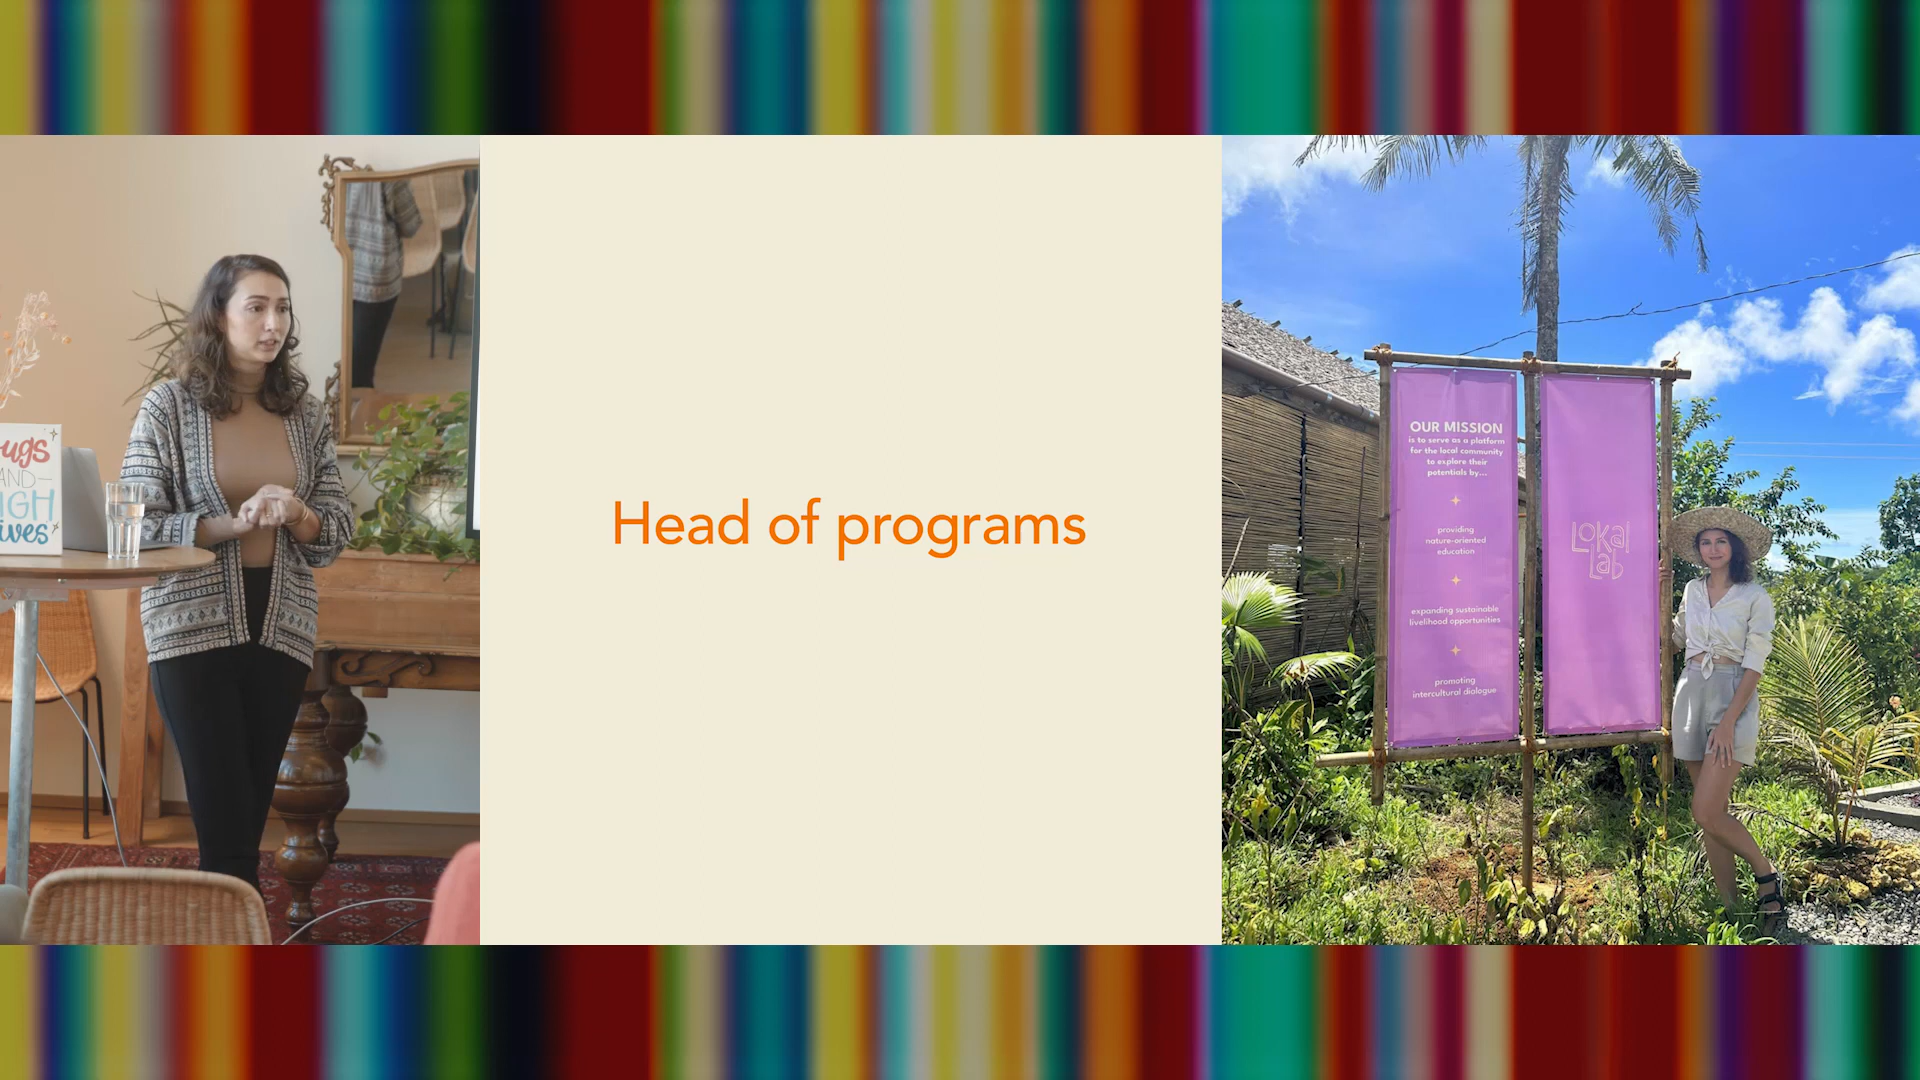 ugs
AND
IGH
ives
Head of programs
OUR MISSION
is to serve as a platform
for the local community
to explore their
potentials by...
providing
nature-oriented
education
expanding sustainable
livelihood opportunities
promoting
intercultural dialogue
LOKal
Lab